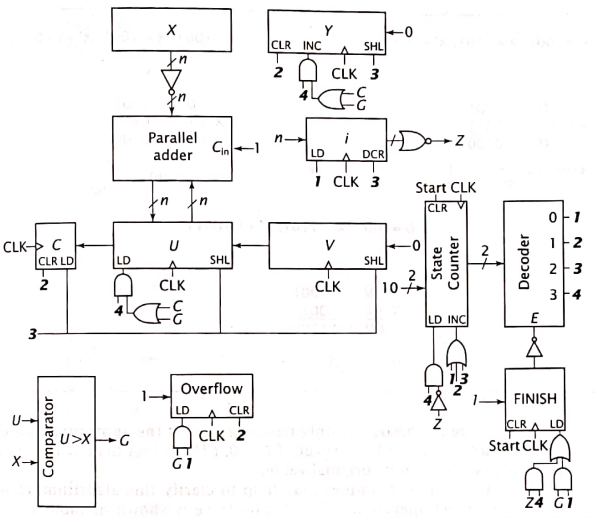 X
n
n
Parallel
adder
C in
1
n
n
Y
0
CLR INC SHL
2 CLK 3
4
C
G
n
i
Z
LD DCR
1 CLK 3
Start CLK
CLR
State
Counter
10
2
LD INC
4
1 3
2
Z
2
Decoder
0 1
1 2
2 3
3 4
E
1
FINISH
CLR LD
Start CLK
Z 4 G 1
CLK
C
CLR LD
2
U
LD SHL
CLK
4
C
G
V
0
SHL
CLK
3
U
X
Comparator
U>X
G
1
Overflow
LD CLR
CLK 2
G 1